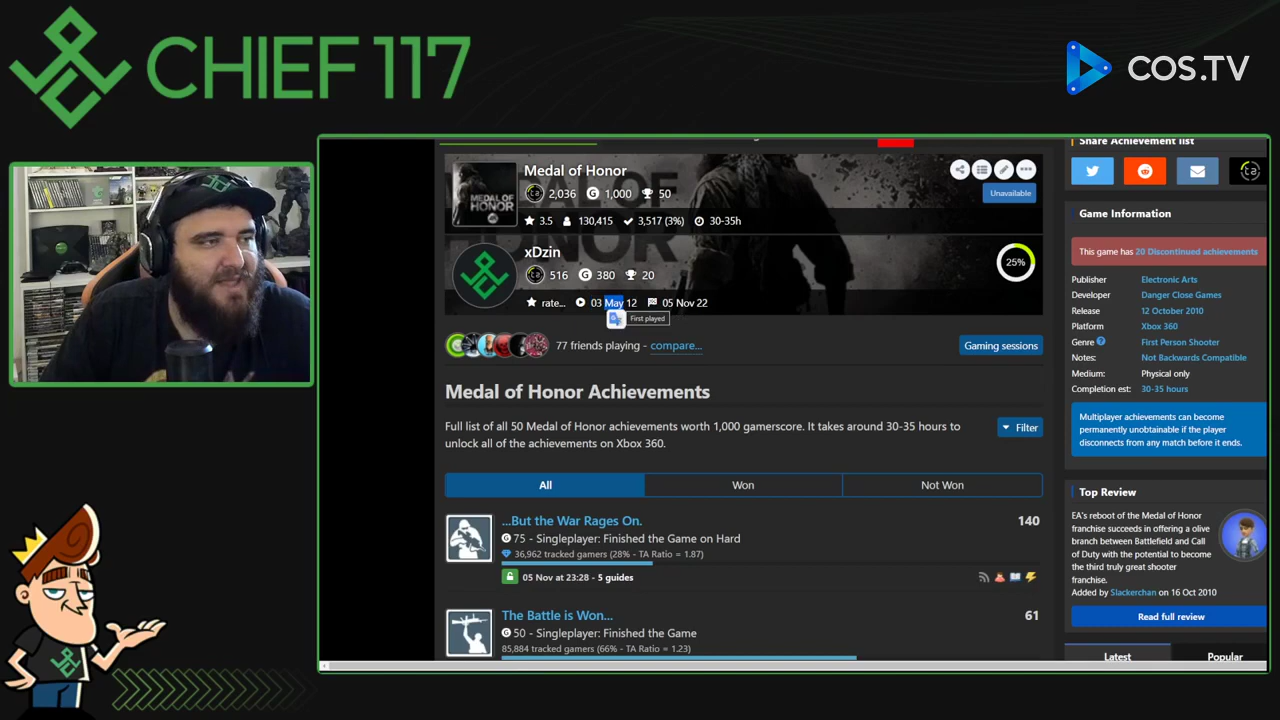 CHIEF 117
COS.TV
Medal of Honor
2,036 G 1,000 50
3.5 130,415 3,517 (3%) 30-35h
Unavailable
xDzin
516 G 380 20
25%
rate... 03 May 12 05 Nov 22
First played
77 friends playing - compare...
Gaming sessions
Medal of Honor Achievements
Full list of all 50 Medal of Honor achievements worth 1,000 gamerscore. It takes around 30-35 hours to
unlock all of the achievements on Xbox 360.
Filter
All Won Not Won
...But the War Rages On. 140
G 75 - Singleplayer: Finished the Game on Hard
36,962 tracked gamers (28% - TA Ratio = 1.87)
05 Nov at 23:28 - 5 guides
The Battle is Won... 61
G 50 - Singleplayer: Finished the Game
85,884 tracked gamers (66% - TA Ratio = 1.23)
Share Achievement list
Game Information
This game has 20 Discontinued achievements
Publisher Electronic Arts
Developer Danger Close Games
Release 12 October 2010
Platform Xbox 360
Genre ? First Person Shooter
Notes: Not Backwards Compatible
Medium: Physical only
Completion est: 30-35 hours
Multiplayer achievements can become
permanently unobtainable if the player
disconnects from any match before it ends.
Top Review
EA's reboot of the Medal of Honor
franchise succeeds in offering a olive
branch between Battlefield and Call
of Duty with the potential to become
the third truly great shooter
franchise.
Added by Slackerchan on 16 Oct 2010
Read full review
Latest Popular